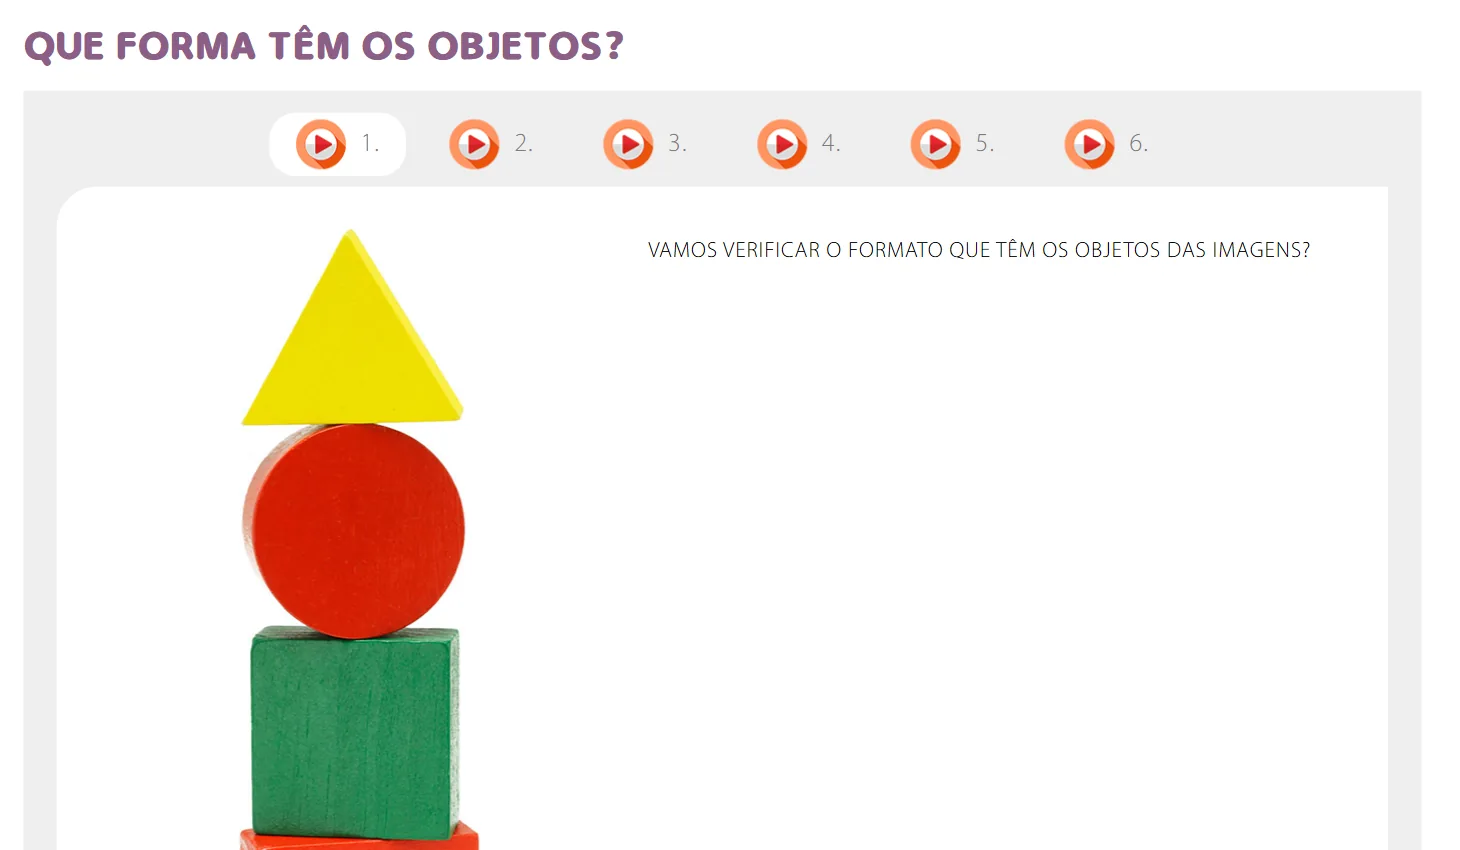 QUE FORMA TÊM OS OBJETOS?
1. 2. 3. 4. 5. 6.
VAMOS VERIFICAR O FORMATO QUE TÊM OS OBJETOS DAS IMAGENS?